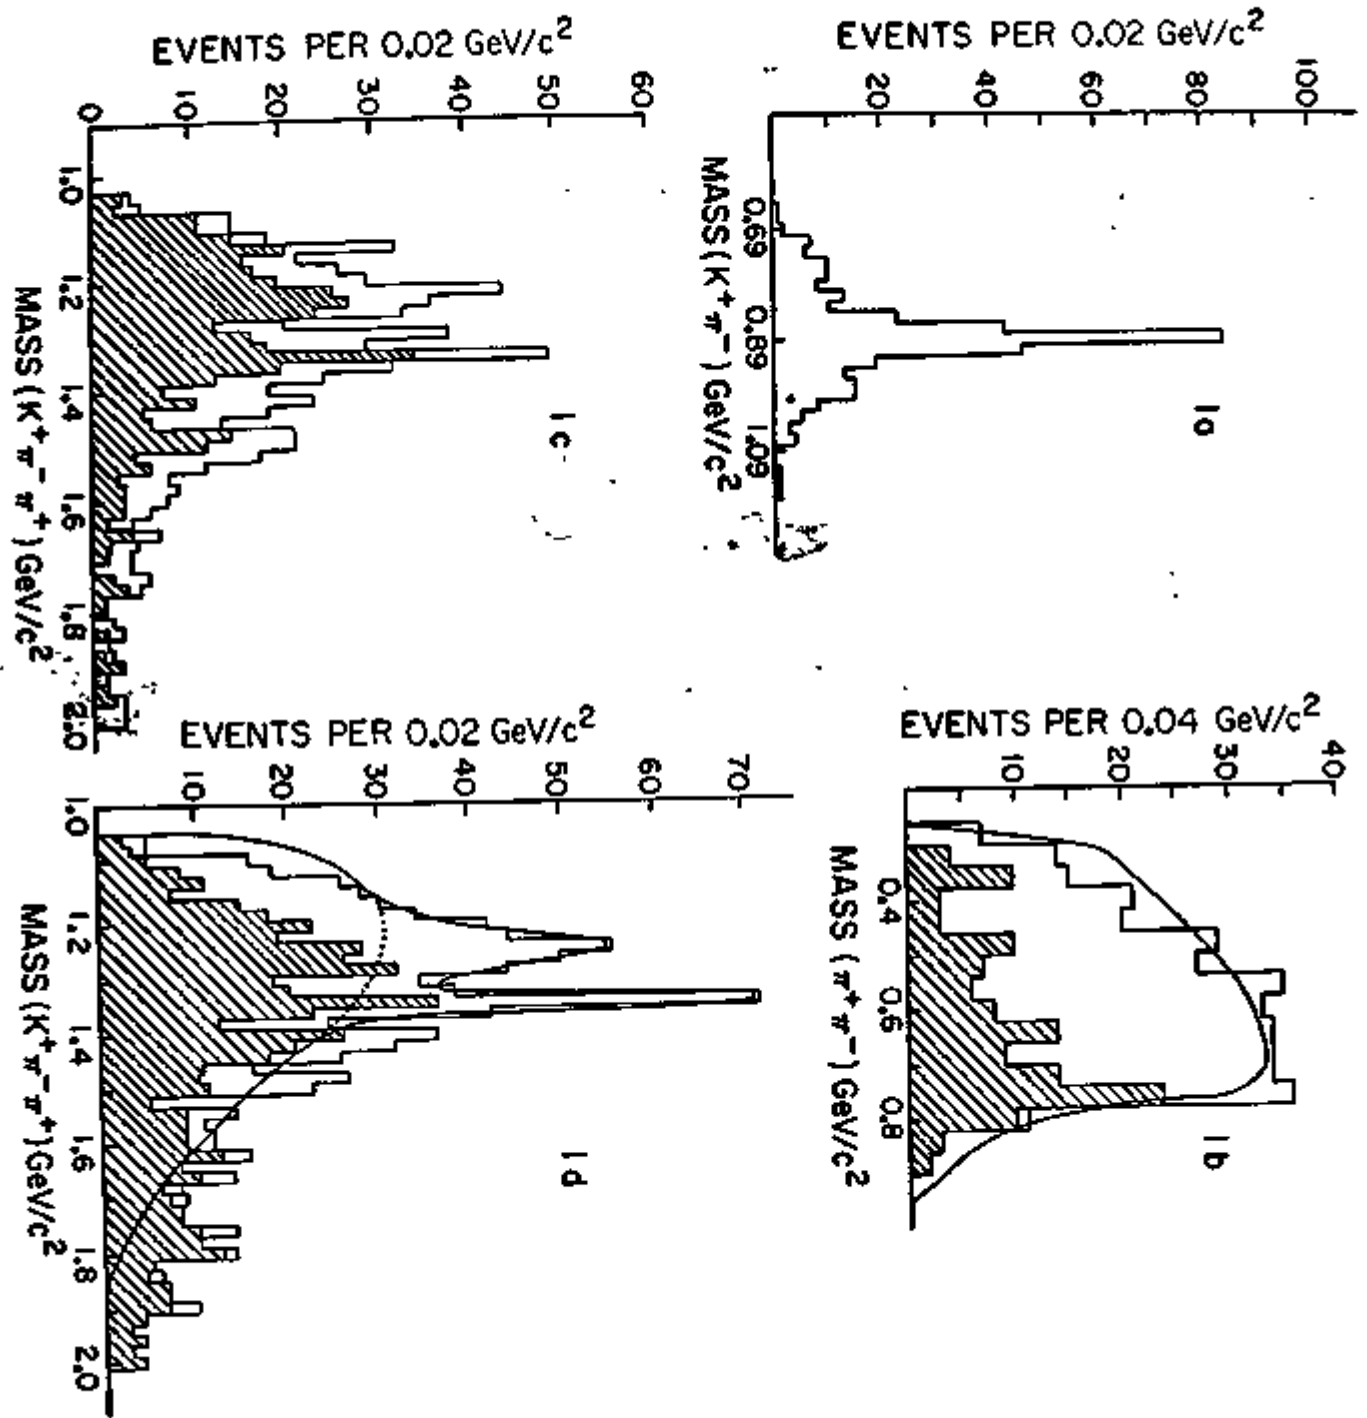 EVENTS PER 0.02 GeV/c²
0 10 20 30 40 50 60
1.0 1.2 1.4 1.6 1.8 2.0
MASS (K⁺ π⁻ π⁺) GeV/c²
1c
EVENTS PER 0.02 GeV/c²
20 40 60 80 100
0.69 0.89 1.09
MASS (K⁺ π⁻) GeV/c²
1a
EVENTS PER 0.02 GeV/c²
10 20 30 40 50 60 70
1.0 1.2 1.4 1.6 1.8 2.0
MASS (K⁺ π⁻ π⁺) GeV/c²
1d
EVENTS PER 0.04 GeV/c²
10 20 30 40
0.4 0.6 0.8
MASS (π⁺ π⁻) GeV/c²
1b